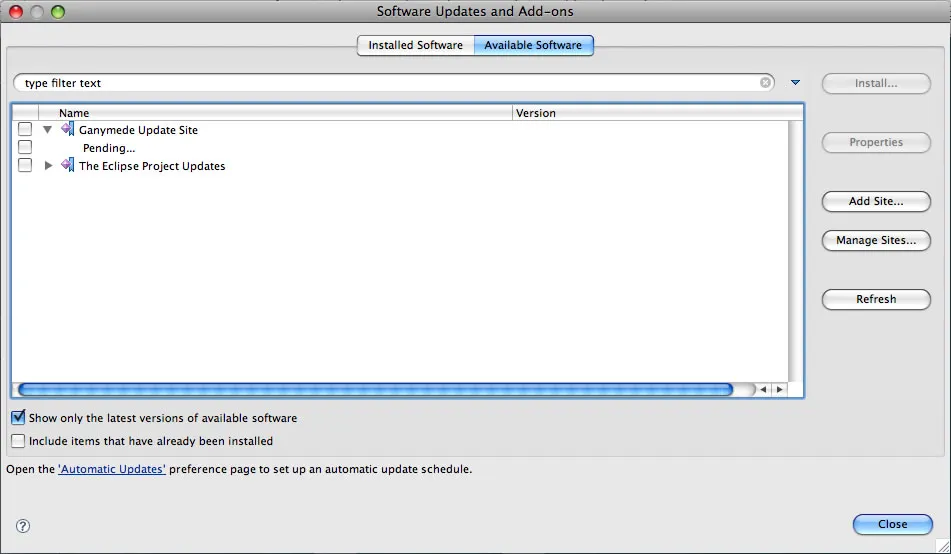 Software Updates and Add-ons
Installed Software Available Software
type filter text
Install...
Name Version
Ganymede Update Site
Properties
Pending...
The Eclipse Project Updates
Add Site...
Manage Sites...
Refresh
Show only the latest versions of available software
Include items that have already been installed
Open the 'Automatic Updates' preference page to set up an automatic update schedule.
?
Close